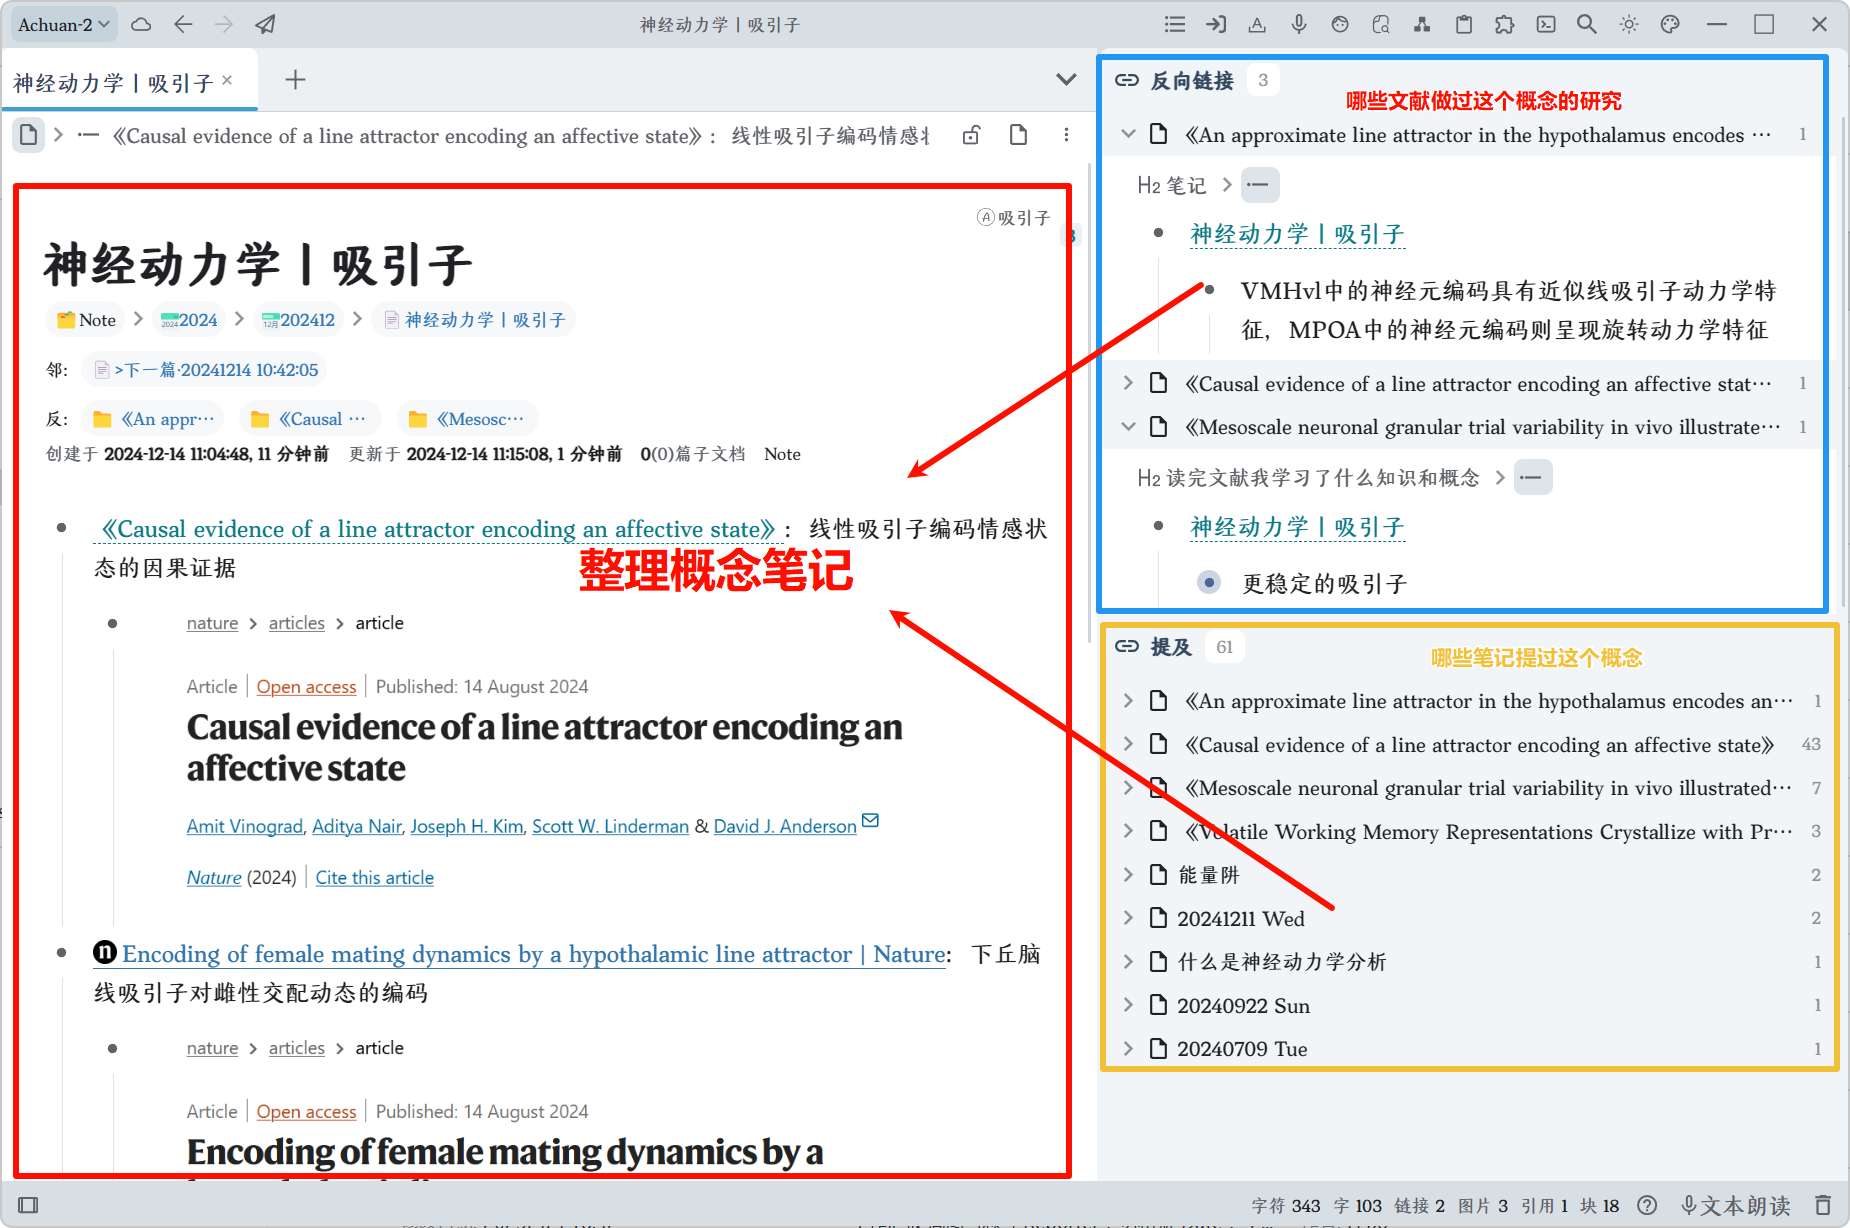 Achuan-2
神经动力学丨吸引子
神经动力学丨吸引子
《Causal evidence of a line attractor encoding an affective state》：线性吸引子编码情感状
吸引子
3
神经动力学丨吸引子
Note > 2024 > 202412 > 神经动力学丨吸引子
邻: >下一篇·20241214 10:42:05
反: 《An appr··· 《Causal ··· 《Mesosc···
创建于 2024-12-14 11:04:48, 11 分钟前 更新于 2024-12-14 11:15:08, 1 分钟前 0(0)篇子文档 Note
《Causal evidence of a line attractor encoding an affective state》：线性吸引子编码情感状
态的因果证据
整理概念笔记
nature > articles > article
Article | Open access | Published: 14 August 2024
Causal evidence of a line attractor encoding an
affective state
Amit Vinograd, Aditya Nair, Joseph H. Kim, Scott W. Linderman & David J. Anderson
Nature (2024) | Cite this article
n Encoding of female mating dynamics by a hypothalamic line attractor | Nature: 下丘脑
线吸引子对雌性交配动态的编码
nature > articles > article
Article | Open access | Published: 14 August 2024
Encoding of female mating dynamics by a
反向链接 3
哪些文献做过这个概念的研究
《An approximate line attractor in the hypothalamus encodes ··· 1
H2 笔记 >
神经动力学丨吸引子
VMHvl中的神经元编码具有近似线吸引子动力学特
征，MPOA中的神经元编码则呈现旋转动力学特征
《Causal evidence of a line attractor encoding an affective stat··· 1
《Mesoscale neuronal granular trial variability in vivo illustrate··· 1
H2 读完文献我学习了什么知识和概念 >
神经动力学丨吸引子
更稳定的吸引子
提及 61
哪些笔记提过这个概念
《An approximate line attractor in the hypothalamus encodes an··· 1
《Causal evidence of a line attractor encoding an affective state》 43
《Mesoscale neuronal granular trial variability in vivo illustrated··· 7
《Volatile Working Memory Representations Crystallize with Pr··· 3
能量阱 2
20241211 Wed 2
什么是神经动力学分析 1
20240922 Sun 1
20240709 Tue 1
字符 343 字 103 链接 2 图片 3 引用 1 块 18 文本朗读